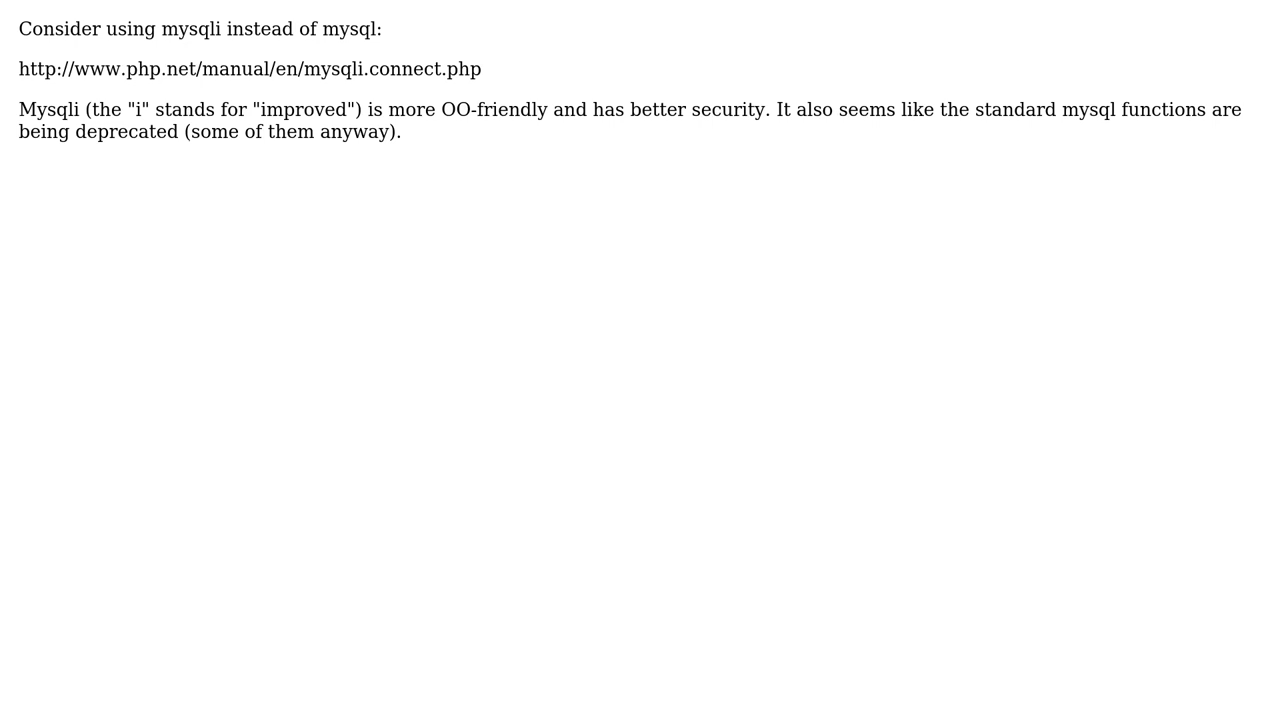 Consider using mysqli instead of mysql:
http://www.php.net/manual/en/mysqli.connect.php
Mysqli (the "i" stands for "improved") is more OO-friendly and has better security. It also seems like the standard mysql functions are
being deprecated (some of them anyway).